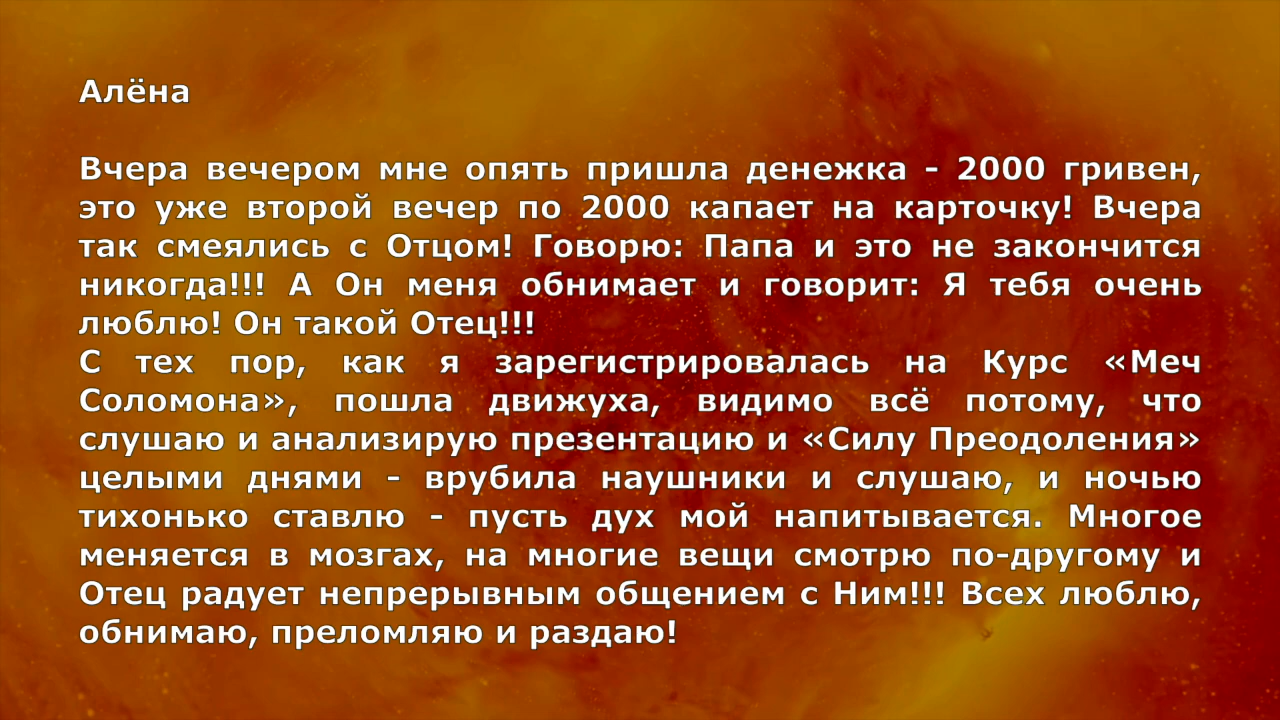 Алёна
Вчера вечером мне опять пришла денежка - 2000 гривен,
это уже второй вечер по 2000 капает на карточку! Вчера
так смеялись с Отцом! Говорю: Папа и это не закончится
никогда!!! А Он меня обнимает и говорит: Я тебя очень
люблю! Он такой Отец!!!
С тех пор, как я зарегистрировалась на Курс «Меч
Соломона», пошла движуха, видимо всё потому, что
слушаю и анализирую презентацию и «Силу Преодоления»
целыми днями - врубила наушники и слушаю, и ночью
тихонько ставлю - пусть дух мой напитывается. Многое
меняется в мозгах, на многие вещи смотрю по-другому и
Отец радует непрерывным общением с Ним!!! Всех люблю,
обнимаю, преломляю и раздаю!